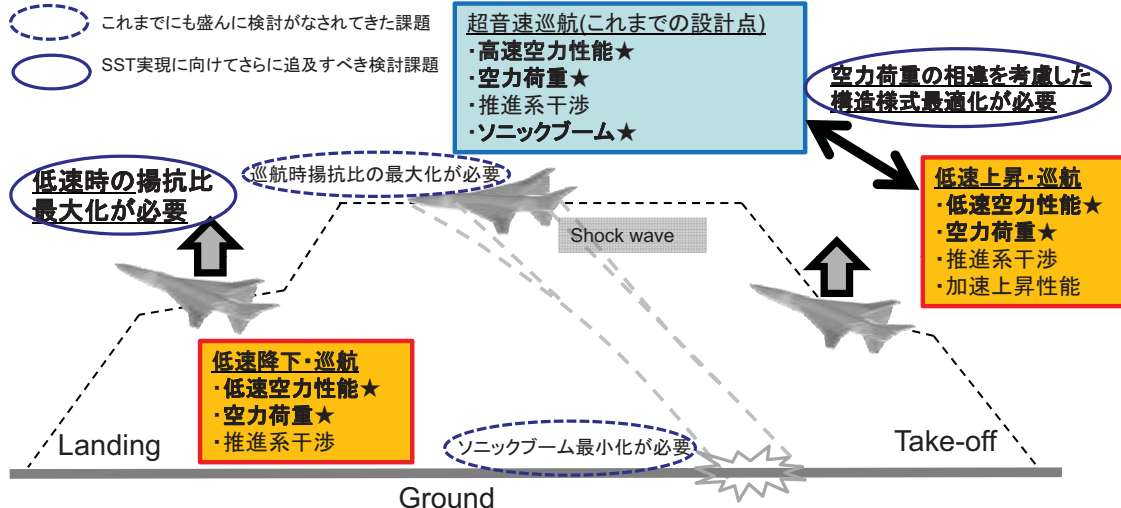 これまでにも盛んに検討がなされてきた課題
SST実現に向けてさらに追及すべき検討課題
超音速巡航(これまでの設計点)
・高速空力性能★
・空力荷重★
・推進系干渉
・ソニックブーム★
空力荷重の相違を考慮した
構造様式最適化が必要
低速時の揚抗比
最大化が必要
巡航時揚抗比の最大化が必要
Shock wave
低速上昇・巡航
・低速空力性能★
・空力荷重★
・推進系干渉
・加速上昇性能
低速降下・巡航
・低速空力性能★
・空力荷重★
・推進系干渉
Landing
ソニックブーム最小化が必要
Take-off
Ground